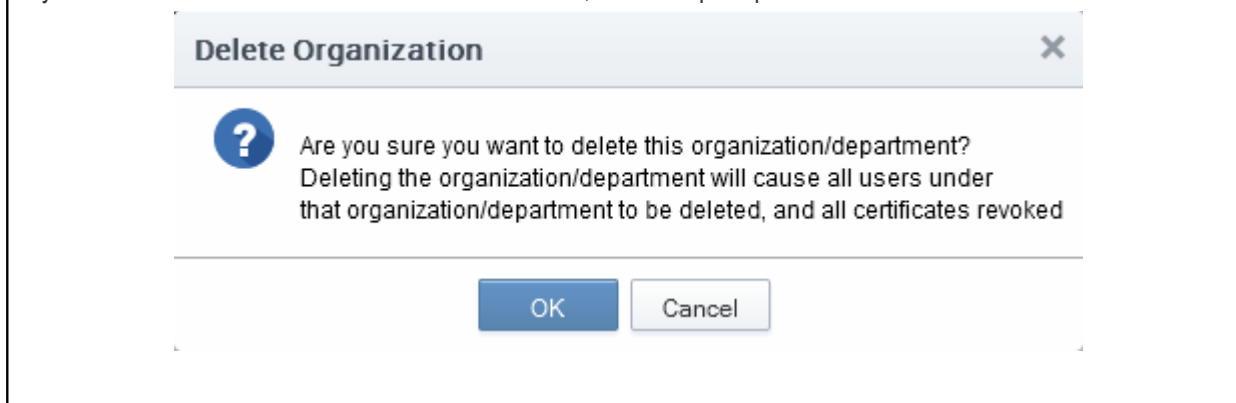 Delete Organization
Are you sure you want to delete this organization/department?
Deleting the organization/department will cause all users under
that organization/department to be deleted, and all certificates revoked
OK
Cancel